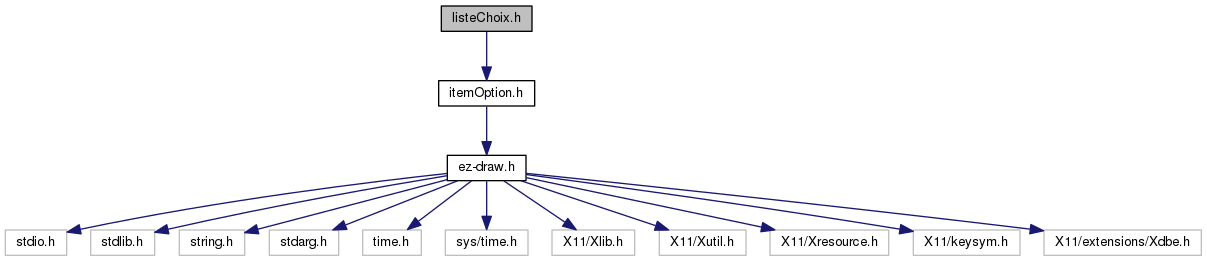 listeChoix.h
itemOption.h
ez-draw.h
stdio.h
stdlib.h
string.h
stdarg.h
time.h
sys/time.h
X11/Xlib.h
X11/Xutil.h
X11/Xresource.h
X11/keysym.h
X11/extensions/Xdbe.h